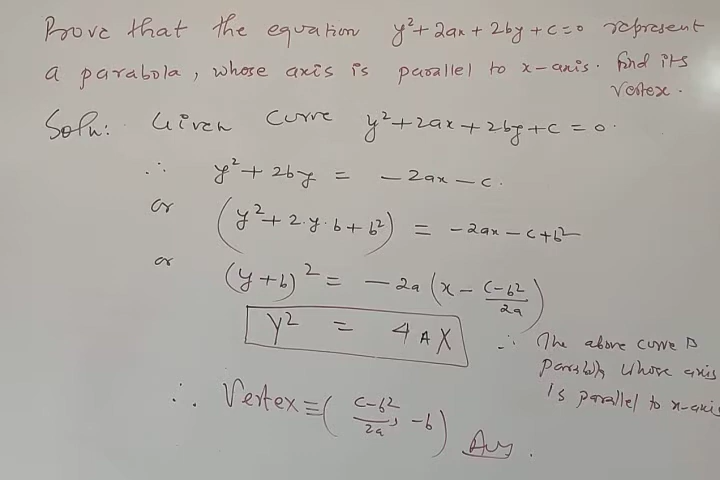 Prove that the equation y²+2ax+2by+c=0 represent
a parabola, whose axis is parallel to x-axis. find its
vertex.
Soln: Given curve y²+2ax+2by+c=0.
∴ y²+2by = -2ax-c.
or (y²+2.y.b+b²) = -2ax-c+b²
or (y+b)² = -2a(x - (c-b²)/2a)
Y² = 4AX
∴ The above curve is
parabola whose axis
is parallel to x-axis
∴ Vertex ≡ ((c-b²)/2a, -b) Ans.